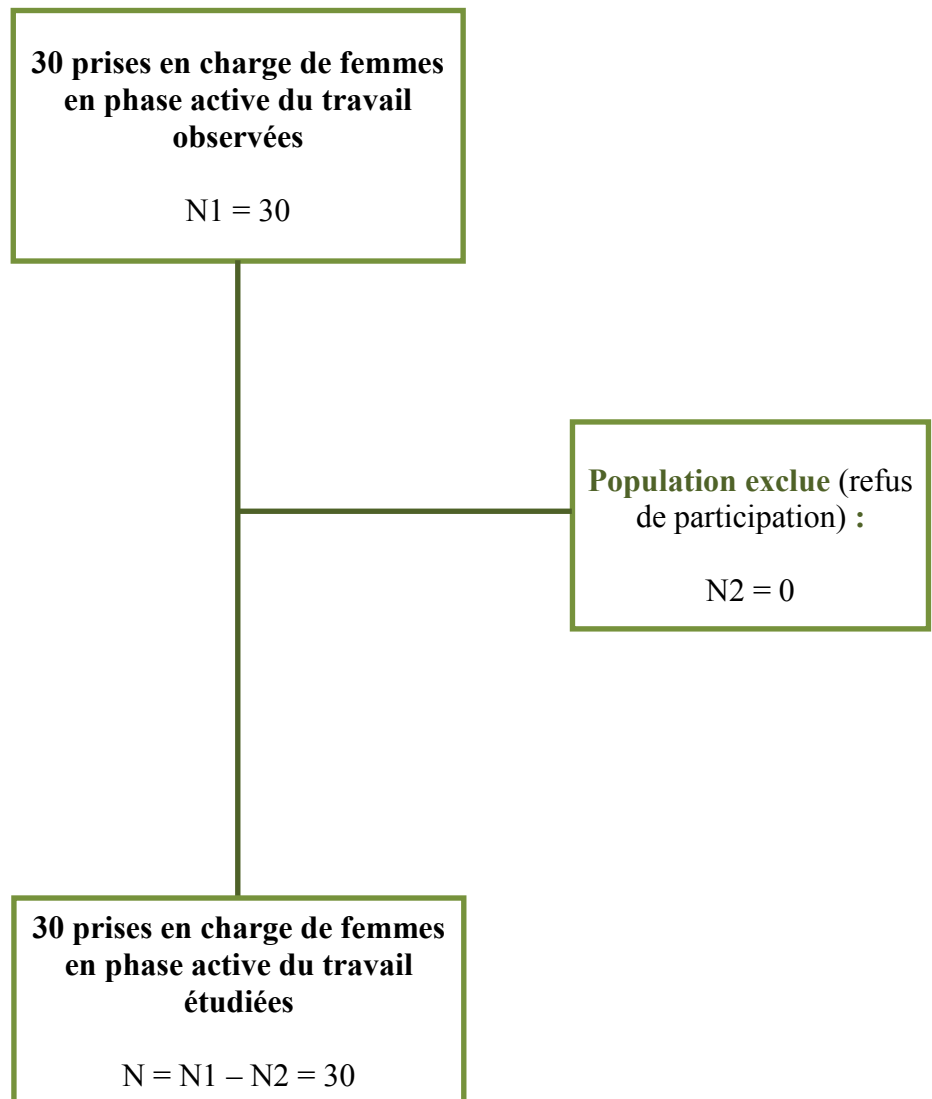 30 prises en charge de femmes
en phase active du travail
observées
N1 = 30
Population exclue (refus
de participation) :
N2 = 0
30 prises en charge de femmes
en phase active du travail
étudiées
N = N1 – N2 = 30